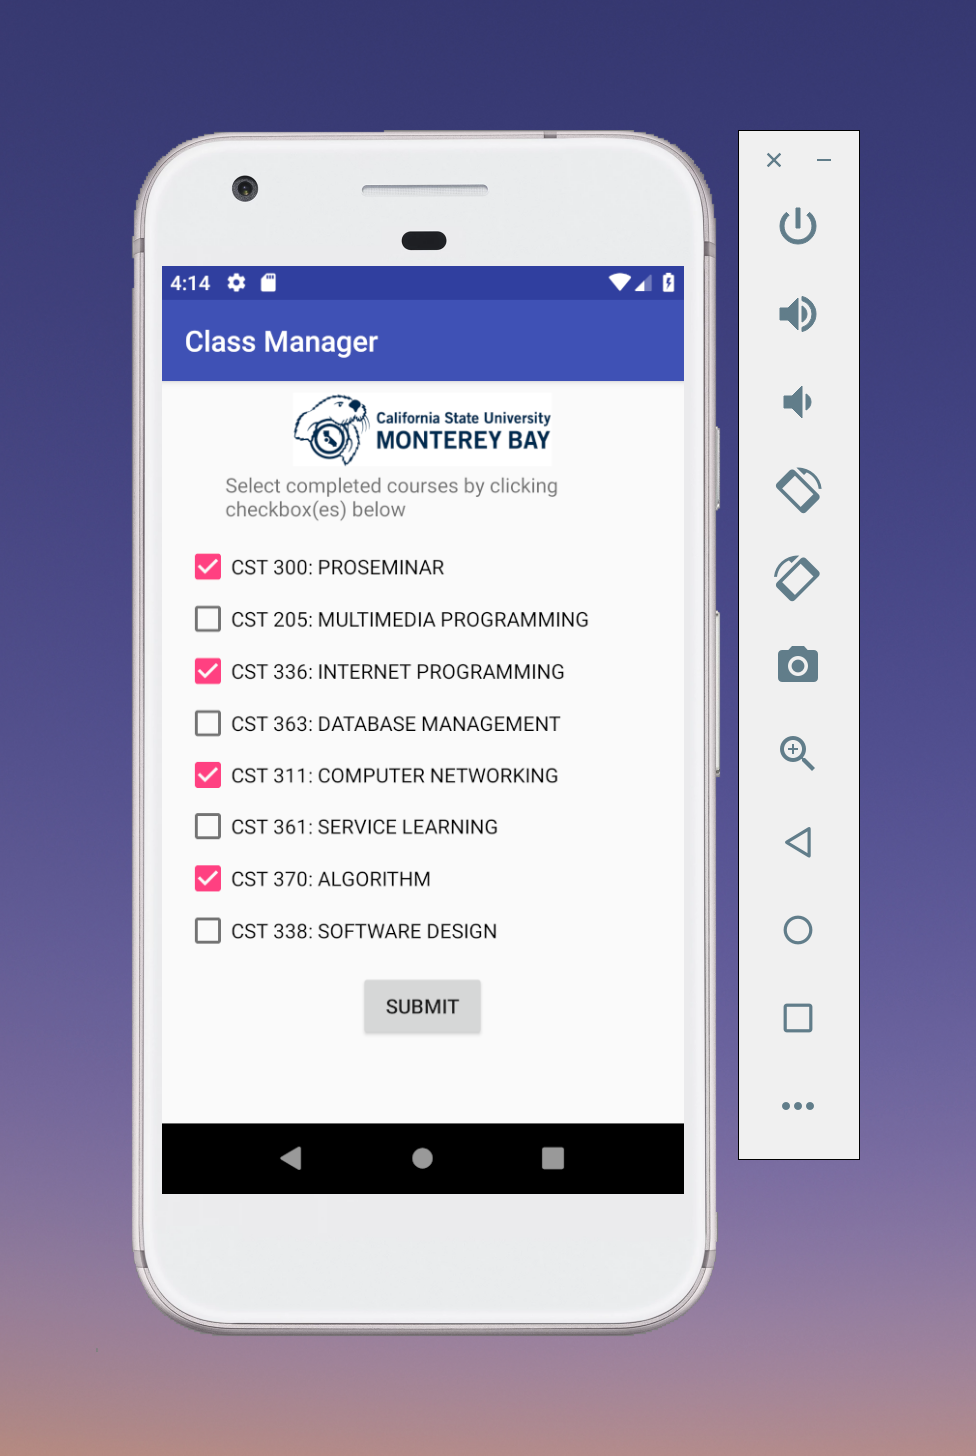 4:14
Class Manager
California State University
MONTEREY BAY
Select completed courses by clicking
checkbox(es) below
CST 300: PROSEMINAR
CST 205: MULTIMEDIA PROGRAMMING
CST 336: INTERNET PROGRAMMING
CST 363: DATABASE MANAGEMENT
CST 311: COMPUTER NETWORKING
CST 361: SERVICE LEARNING
CST 370: ALGORITHM
CST 338: SOFTWARE DESIGN
SUBMIT